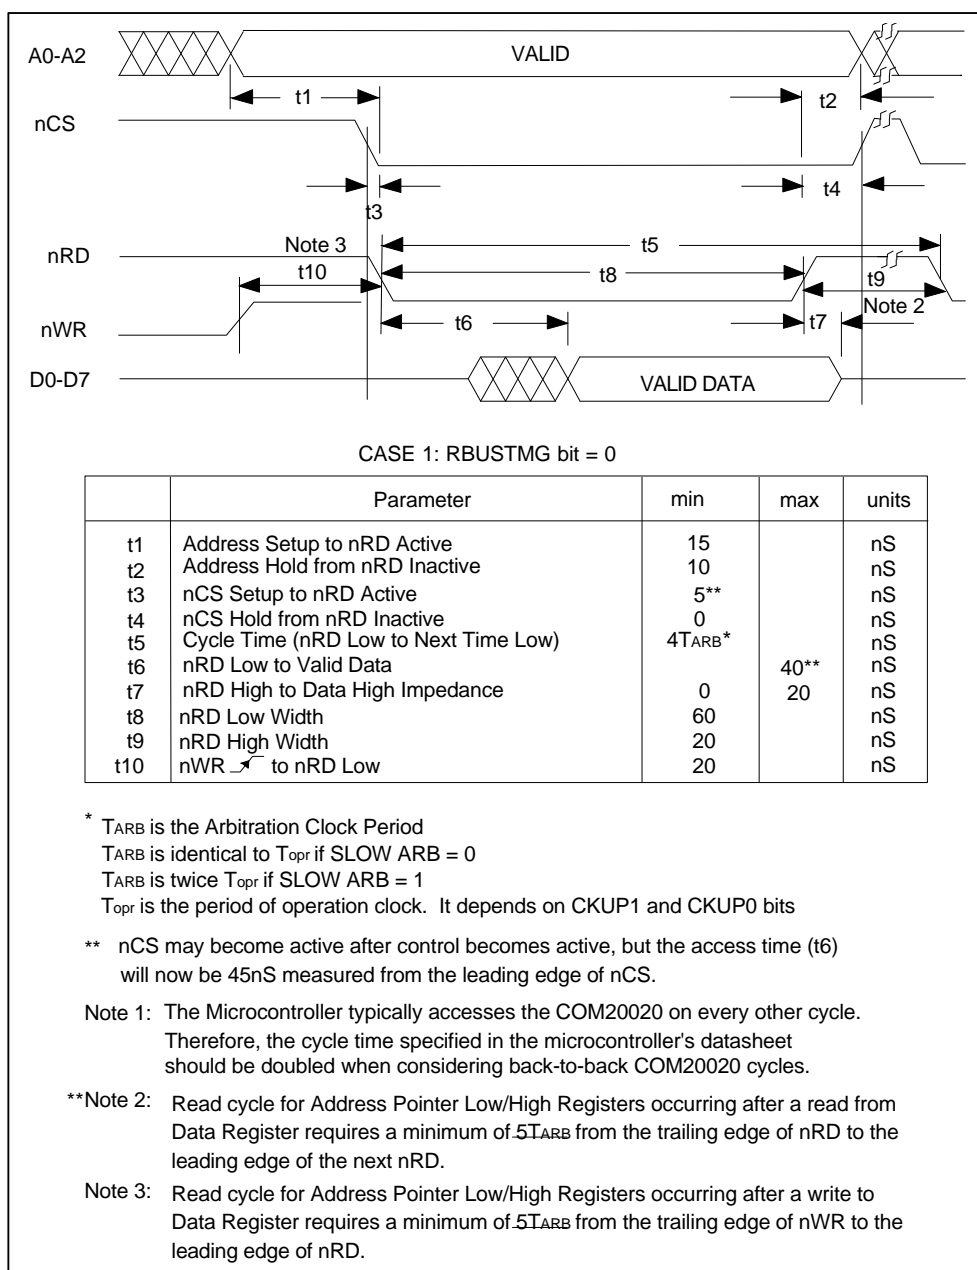 A0-A2
VALID
t1
t2
nCS
t3
t4
nRD
Note 3
t5
t10
t8
t9
nWR
t6
t7
Note 2
D0-D7
VALID DATA
CASE 1: RBUSTMG bit = 0
Parameter min max units
t1 Address Setup to nRD Active 15 nS
t2 Address Hold from nRD Inactive 10 nS
t3 nCS Setup to nRD Active 5** nS
t4 nCS Hold from nRD Inactive 0 nS
t5 Cycle Time (nRD Low to Next Time Low) 4TARB* nS
t6 nRD Low to Valid Data 40** nS
t7 nRD High to Data High Impedance 0 20 nS
t8 nRD Low Width 60 nS
t9 nRD High Width 20 nS
t10 nWR to nRD Low 20 nS
* TARB is the Arbitration Clock Period
TARB is identical to Topr if SLOW ARB = 0
TARB is twice Topr if SLOW ARB = 1
Topr is the period of operation clock. It depends on CKUP1 and CKUP0 bits
** nCS may become active after control becomes active, but the access time (t6)
will now be 45nS measured from the leading edge of nCS.
Note 1: The Microcontroller typically accesses the COM20020 on every other cycle.
Therefore, the cycle time specified in the microcontroller's datasheet
should be doubled when considering back-to-back COM20020 cycles.
**Note 2: Read cycle for Address Pointer Low/High Registers occurring after a read from
Data Register requires a minimum of 5TARB from the trailing edge of nRD to the
leading edge of the next nRD.
Note 3: Read cycle for Address Pointer Low/High Registers occurring after a write to
Data Register requires a minimum of 5TARB from the trailing edge of nWR to the
leading edge of nRD.